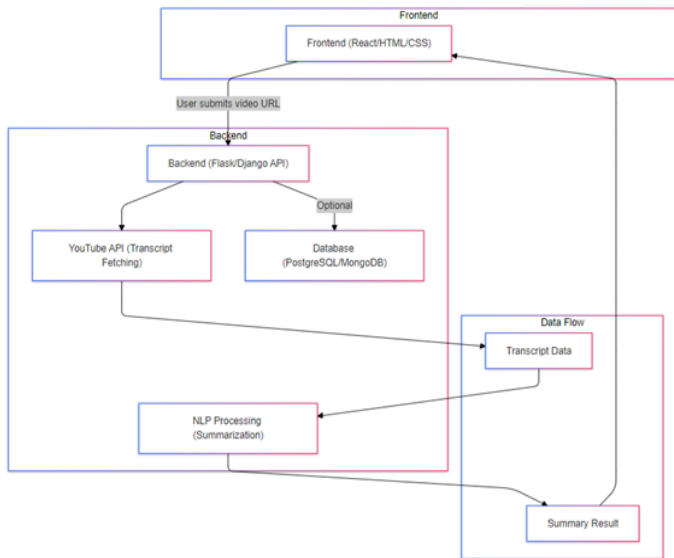 Frontend
Frontend (React/HTML/CSS)
User submits video URL
Backend
Backend (Flask/Django API)
Optional
YouTube API (Transcript
Fetching)
Database
(PostgreSQL/MongoDB)
Data Flow
Transcript Data
NLP Processing
(Summarization)
Summary Result